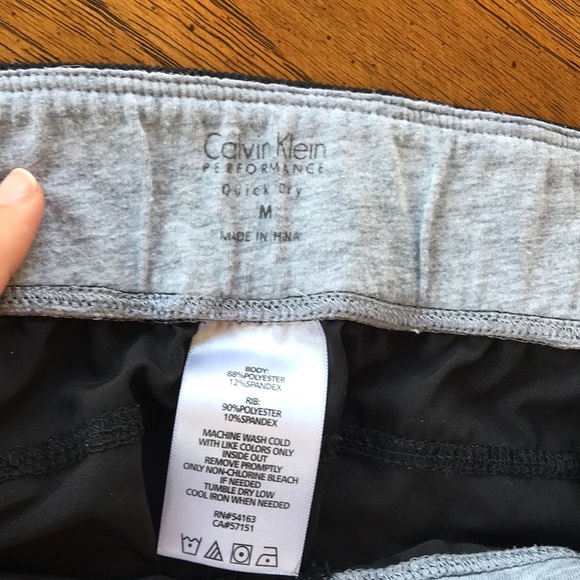 Calvin Klein
PERFORMANCE
Quick Dry
M
MADE IN HINA
BODY:
88%POLYESTER
12%SPANDEX
RIB:
90%POLYESTER
10%SPANDEX
MACHINE WASH COLD
WITH LIKE COLORS ONLY
INSIDE OUT
REMOVE PROMPTLY
ONLY NON-CHLORINE BLEACH
IF NEEDED
TUMBLE DRY LOW
COOL IRON WHEN NEEDED
RN#54163
CA#57151